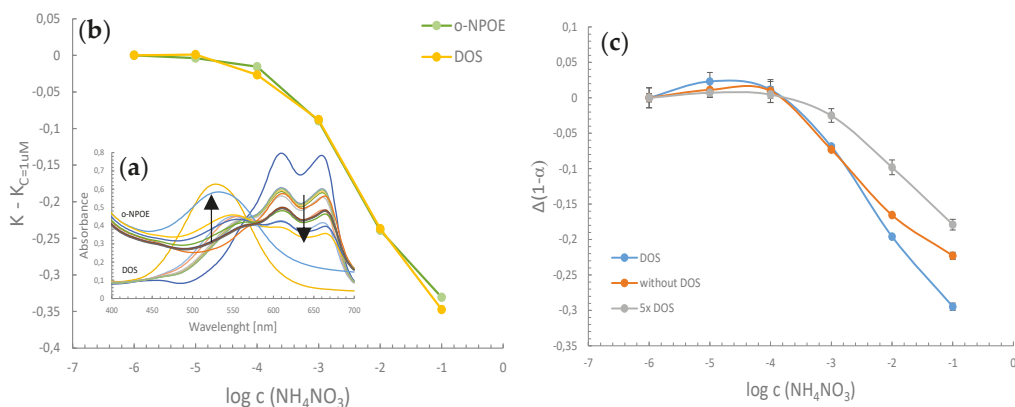 (b)
o-NPOE
DOS
0,05
0
-0,05
-0,1
-0,15
-0,2
-0,25
-0,3
-0,35
-0,4
K - K_{C=1uM}
-7 -6 -5 -4 -3 -2 -1 0
log c (NH₄NO₃)
(a)
0,8
0,7
0,6
0,5
0,4
0,3
0,2
0,1
0
Absorbance
o-NPOE
DOS
400 450 500 550 600 650 700
Wavelenght [nm]
(c)
0,1
0,05
0
-0,05
-0,1
-0,15
-0,2
-0,25
-0,3
-0,35
Δ(1-α)
DOS
without DOS
5x DOS
-7 -6 -5 -4 -3 -2 -1 0
log c (NH₄NO₃)